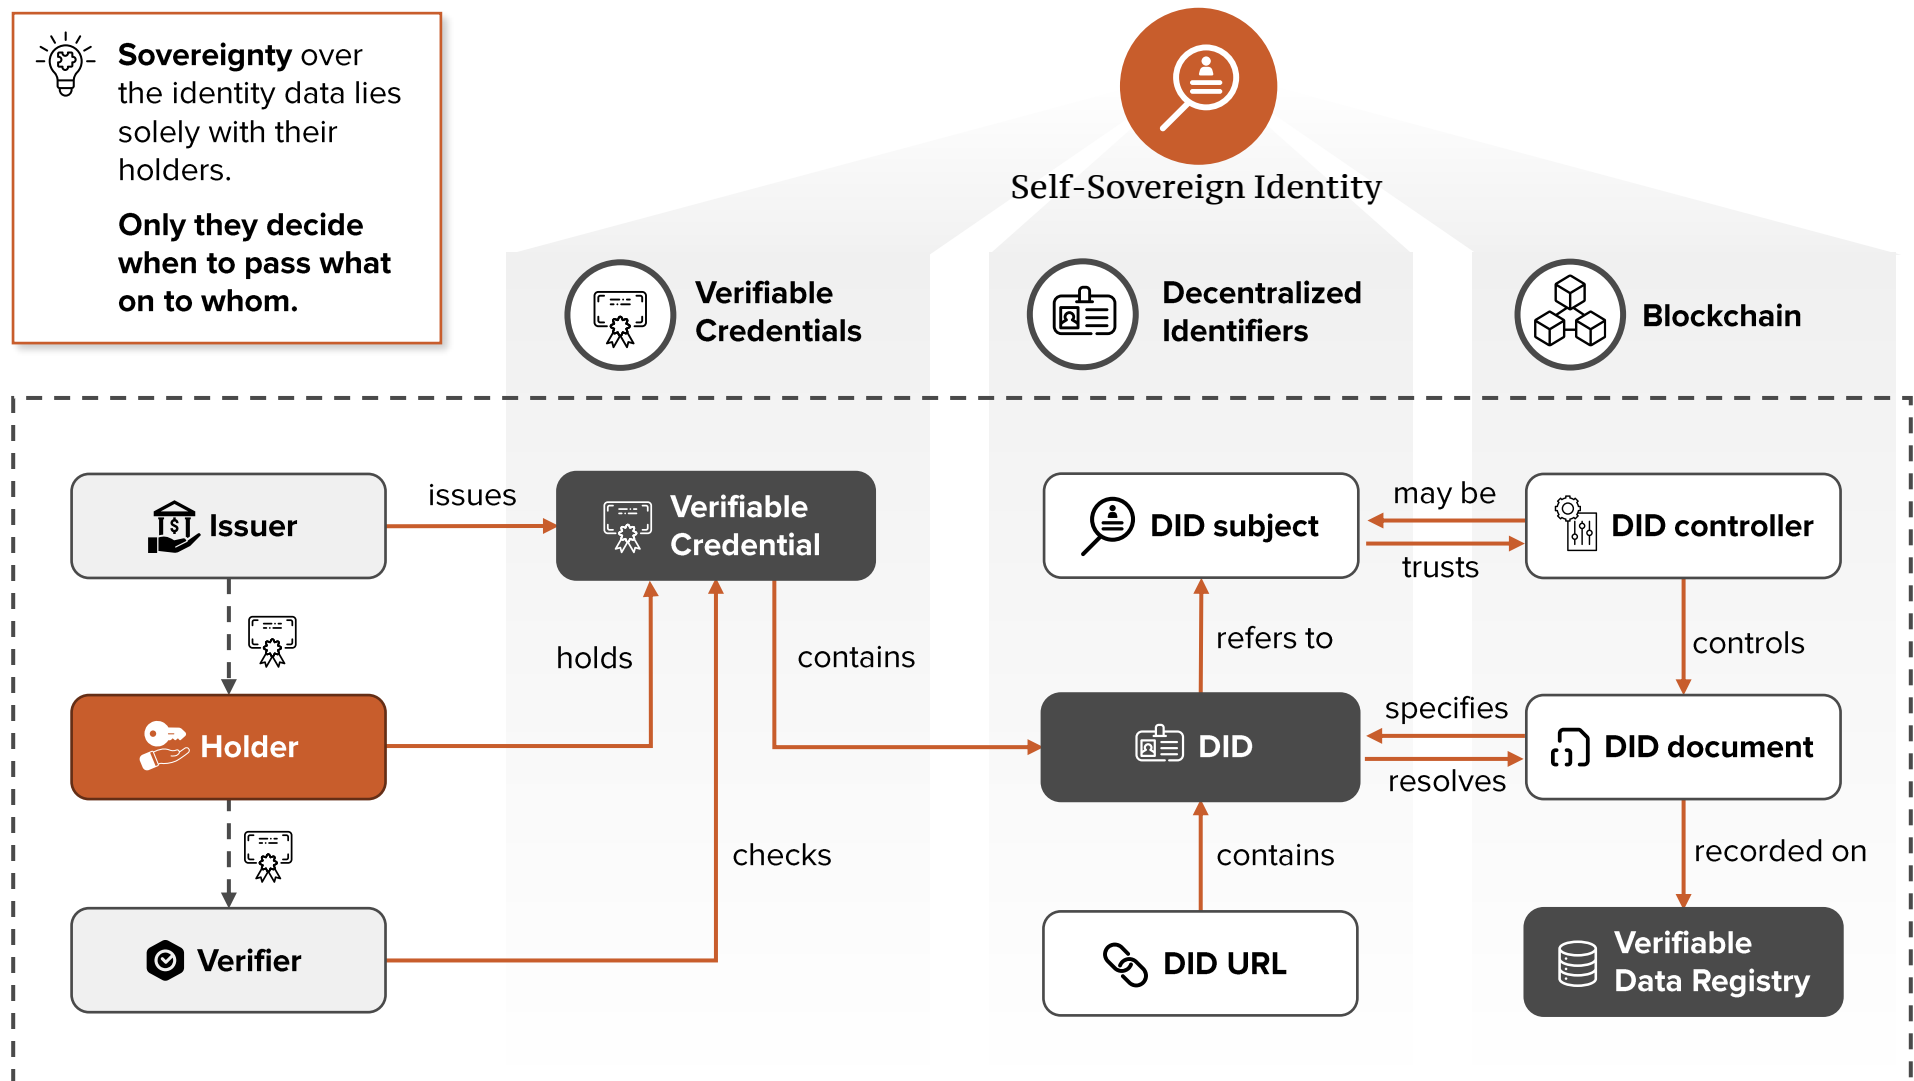 Sovereignty over
the identity data lies
solely with their
holders.
Only they decide
when to pass what
on to whom.
Self-Sovereign Identity
Verifiable
Credentials
Decentralized
Identifiers
Blockchain
Issuer
issues
Verifiable
Credential
DID subject
may be
trusts
DID controller
holds
contains
refers to
controls
Holder
DID
specifies
resolves
DID document
checks
contains
recorded on
Verifier
DID URL
Verifiable
Data Registry